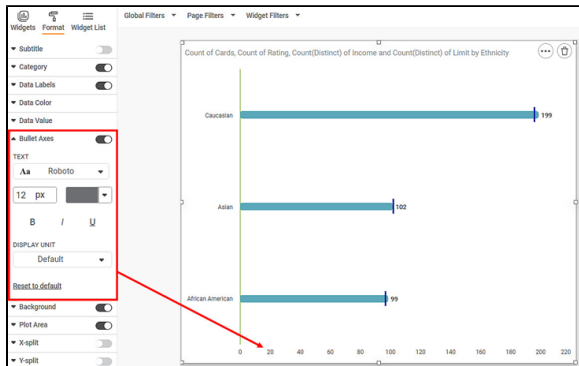 Widgets Format Widget List
Global Filters Page Filters Widget Filters
Subtitle
Category
Data Labels
Data Color
Data Value
Bullet Axes
TEXT
Aa Roboto
12 px
B I U
DISPLAY UNIT
Default
Reset to default
Background
Plot Area
X-split
Y-split
Count of Cards, Count of Rating, Count(Distinct) of Income and Count(Distinct) of Limit by Ethnicity
Caucasian 199
Asian 102
African American 99
0 20 40 60 80 100 120 140 160 180 200 220